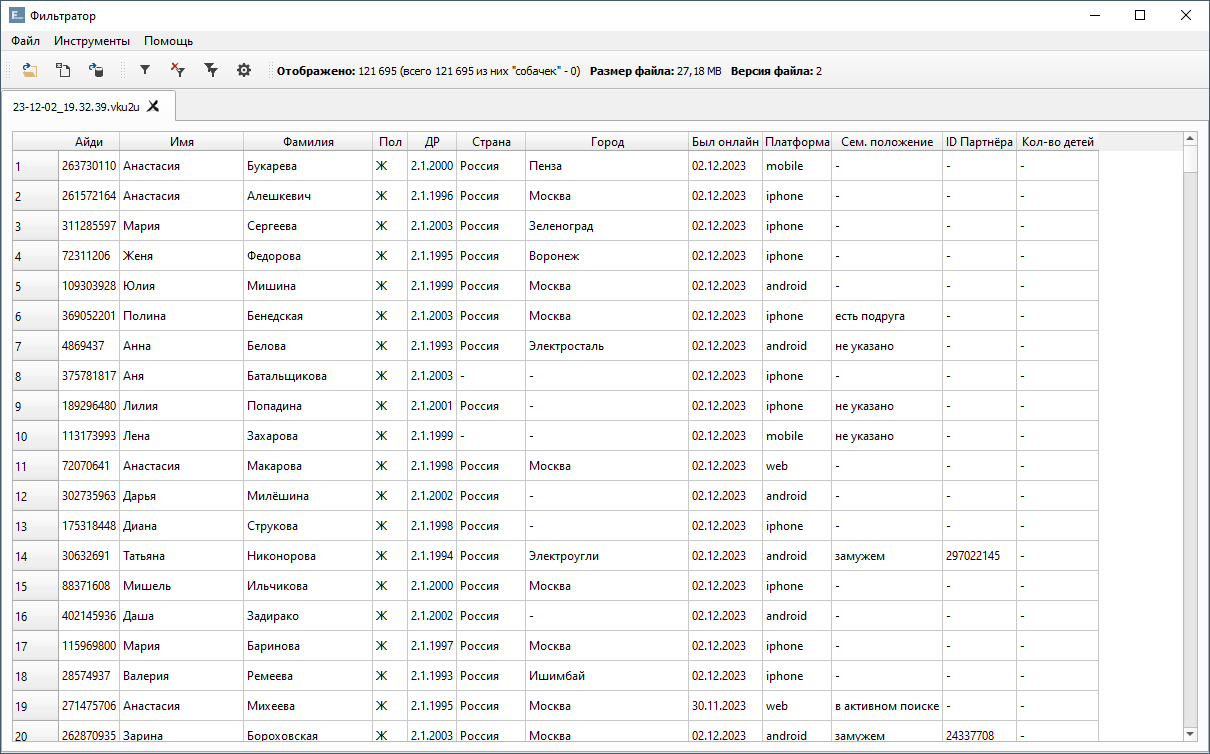 Фильтратор
Файл Инструменты Помощь
Отображено: 121 695 (всего 121 695 из них "собачек" - 0) Размер файла: 27,18 MB Версия файла: 2
23-12-02_19.32.39.vku2u
Айди Имя Фамилия Пол ДР Страна Город Был онлайн Платформа Сем. положение ID Партнёра Кол-во детей
1 263730110 Анастасия Букарева Ж 2.1.2000 Россия Пенза 02.12.2023 mobile - - -
2 261572164 Анастасия Алешкевич Ж 2.1.1996 Россия Москва 02.12.2023 iphone - - -
3 311285597 Мария Сергеева Ж 2.1.2003 Россия Зеленоград 02.12.2023 iphone - - -
4 72311206 Женя Федорова Ж 2.1.1995 Россия Воронеж 02.12.2023 iphone - - -
5 109303928 Юлия Мишина Ж 2.1.1999 Россия Москва 02.12.2023 android - - -
6 369052201 Полина Бенедская Ж 2.1.2003 Россия Москва 02.12.2023 iphone есть подруга - -
7 4869437 Анна Белова Ж 2.1.1993 Россия Электросталь 02.12.2023 android не указано - -
8 375781817 Аня Батальщикова Ж 2.1.2003 - - 02.12.2023 iphone - - -
9 189296480 Лилия Попадина Ж 2.1.2001 Россия - 02.12.2023 iphone не указано - -
10 113173993 Лена Захарова Ж 2.1.1999 - - 02.12.2023 mobile не указано - -
11 72070641 Анастасия Макарова Ж 2.1.1998 Россия Москва 02.12.2023 web - - -
12 302735963 Дарья Милёшина Ж 2.1.2002 Россия - 02.12.2023 android - - -
13 175318448 Диана Струкова Ж 2.1.1998 Россия - 02.12.2023 iphone - - -
14 30632691 Татьяна Никонорова Ж 2.1.1994 Россия Электроугли 02.12.2023 android замужем 297022145 -
15 88371608 Мишель Ильчикова Ж 2.1.2000 Россия Москва 02.12.2023 iphone - - -
16 402145936 Даша Задирако Ж 2.1.2002 Россия - 02.12.2023 android - - -
17 115969800 Мария Баринова Ж 2.1.1997 Россия Москва 02.12.2023 iphone - - -
18 28574937 Валерия Ремеева Ж 2.1.1993 Россия Ишимбай 02.12.2023 iphone - - -
19 271475706 Анастасия Михеева Ж 2.1.1995 Россия Москва 30.11.2023 web в активном поиске - -
20 262870935 Зарина Бороховская Ж 2.1.2003 Россия Москва 02.12.2023 android замужем 24337708 -